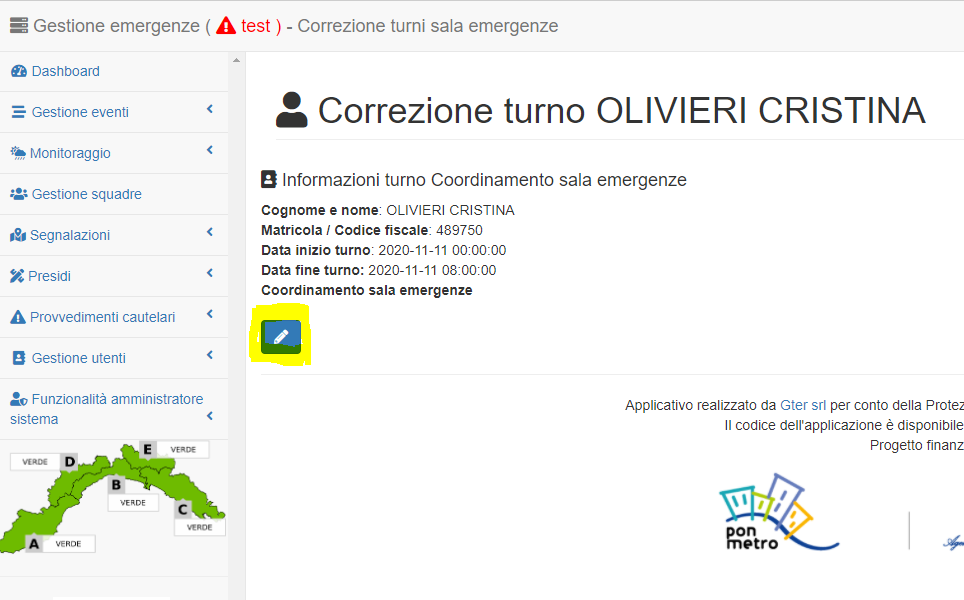 Gestione emergenze ( test ) - Correzione turni sala emergenze
Dashboard
Gestione eventi
Monitoraggio
Gestione squadre
Segnalazioni
Presidi
Provvedimenti cautelari
Gestione utenti
Funzionalità amministratore
sistema
E VERDE
VERDE D
B
VERDE
C
VERDE
A VERDE
Correzione turno OLIVIERI CRISTINA
Informazioni turno Coordinamento sala emergenze
Cognome e nome: OLIVIERI CRISTINA
Matricola / Codice fiscale: 489750
Data inizio turno: 2020-11-11 00:00:00
Data fine turno: 2020-11-11 08:00:00
Coordinamento sala emergenze
Applicativo realizzato da Gter srl per conto della Protez
Il codice dell'applicazione è disponibile
Progetto finanz
pon
metro